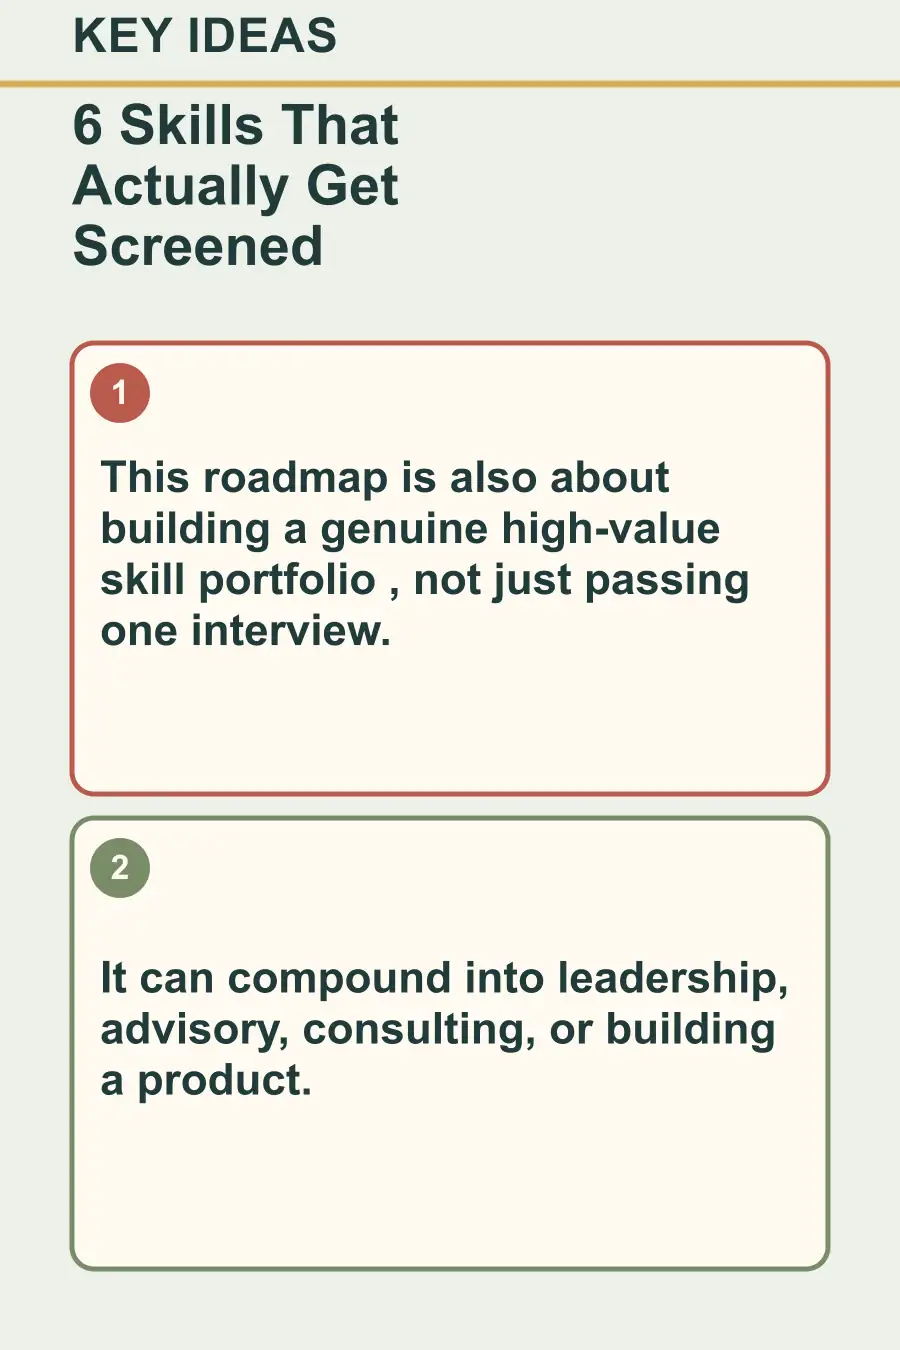 KEY IDEAS
6 Skills That
Actually Get
Screened
1
This roadmap is also about
building a genuine high-value
skill portfolio , not just passing
one interview.
2
It can compound into leadership,
advisory, consulting, or building
a product.